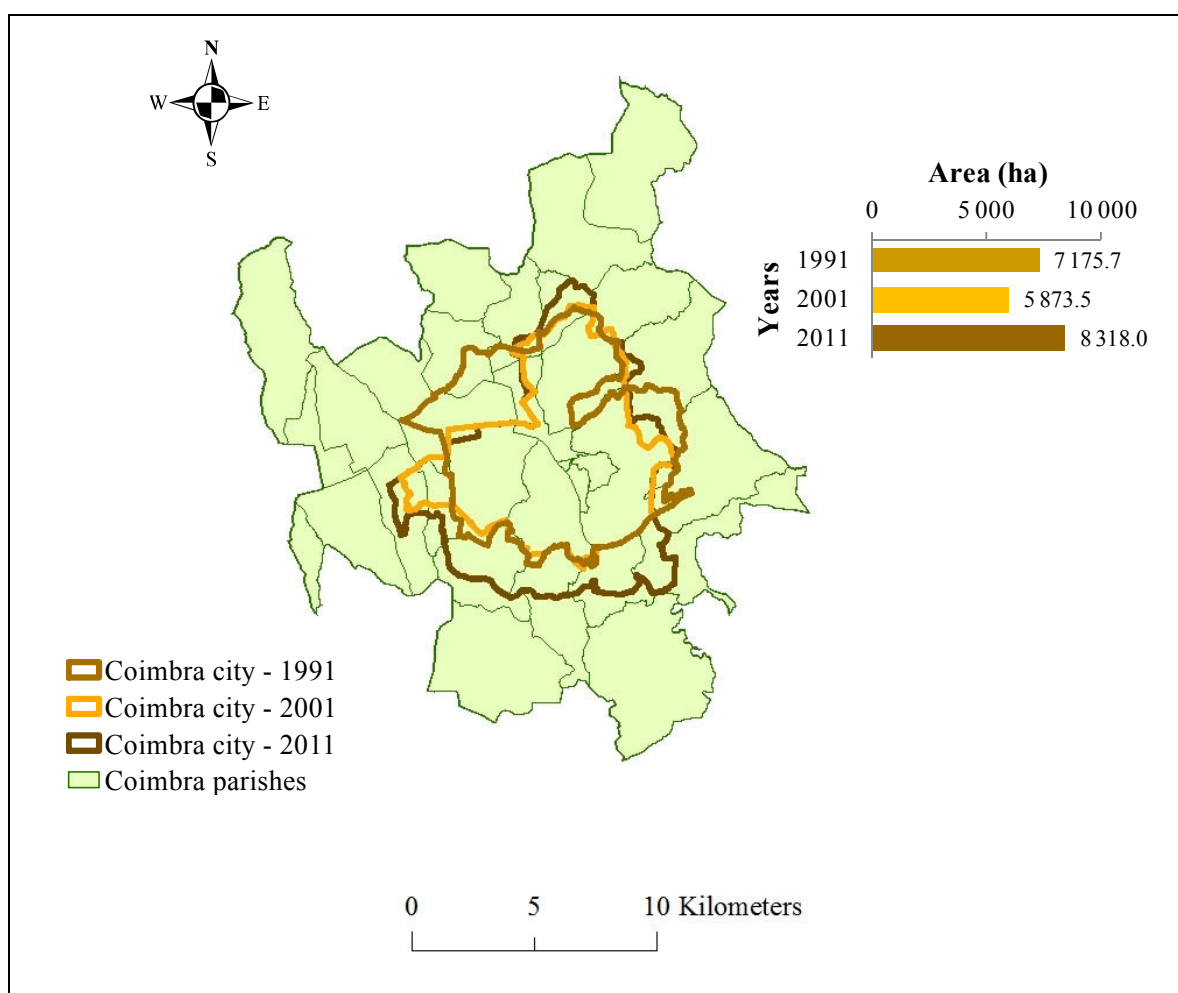 N
W E
S
Area (ha)
0 5 000 10 000
Years
1991 7 175.7
2001 5 873.5
2011 8 318.0
Coimbra city - 1991
Coimbra city - 2001
Coimbra city - 2011
Coimbra parishes
0 5 10 Kilometers